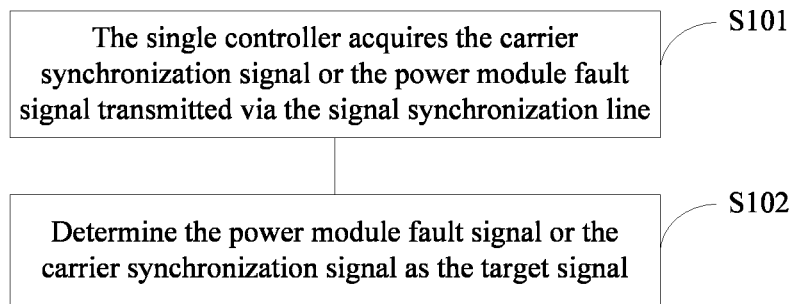 The single controller acquires the carrier
synchronization signal or the power module fault
signal transmitted via the signal synchronization line
S101
Determine the power module fault signal or the
carrier synchronization signal as the target signal
S102